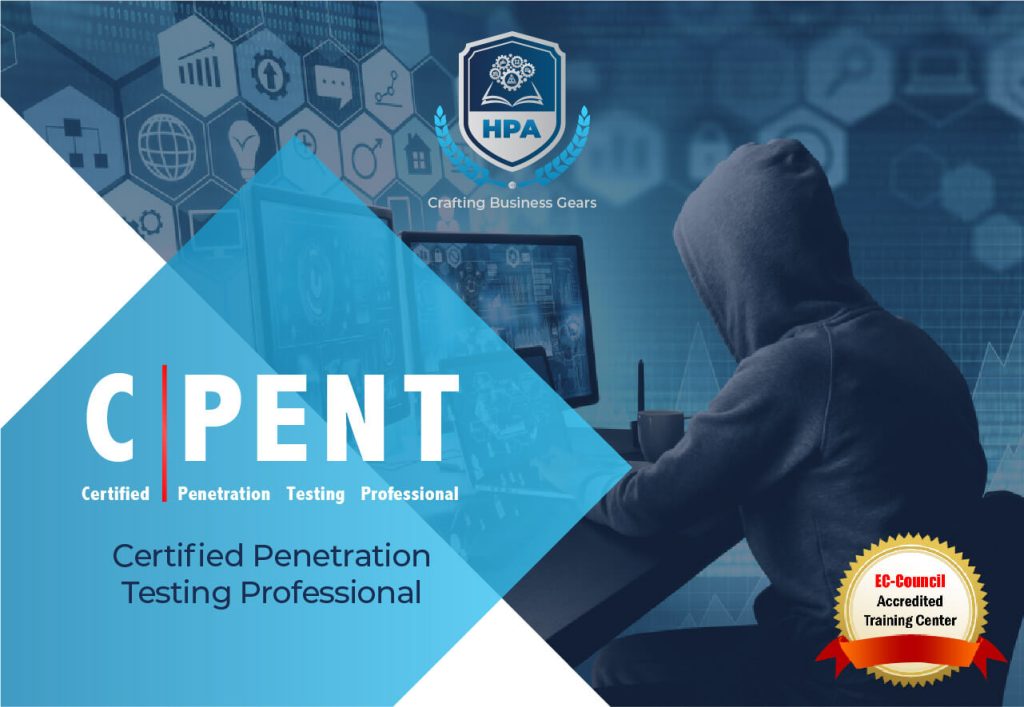 HPA
Crafting Business Gears
C|PENT
Certified Penetration Testing Professional
Certified Penetration
Testing Professional
EC-Council
Accredited
Training Center